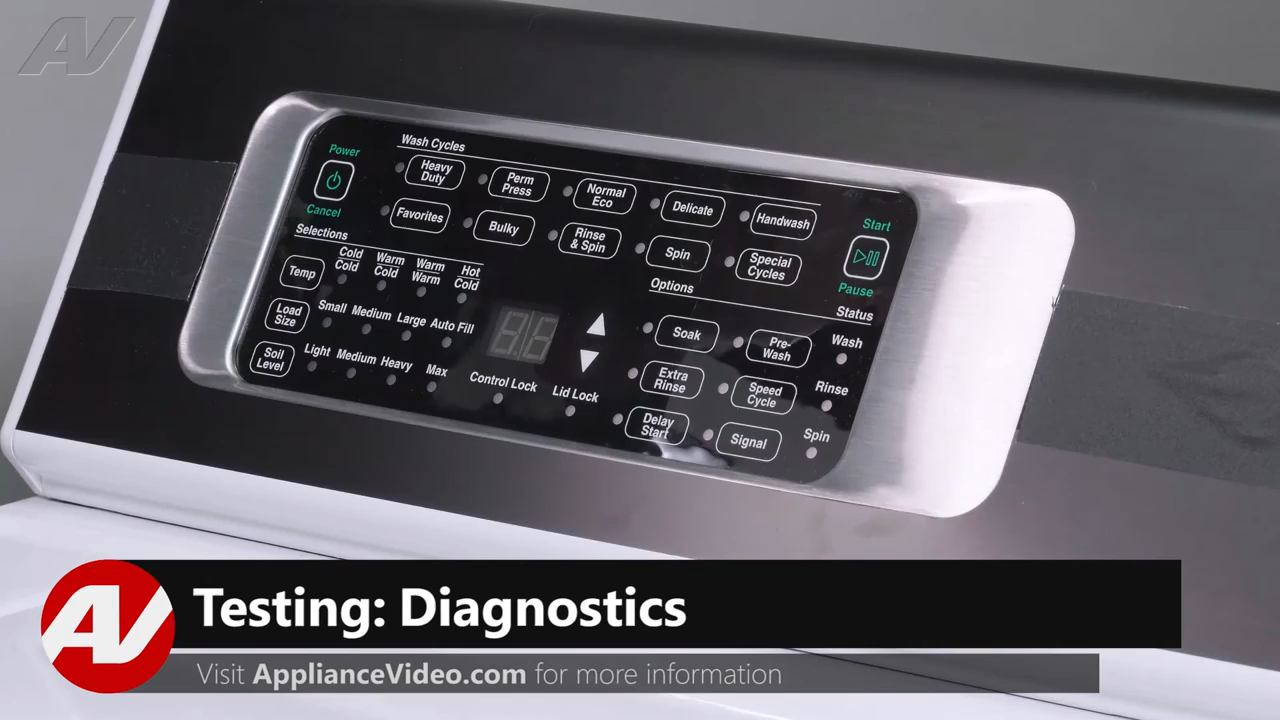 AV
Power
Cancel
Wash Cycles
Heavy
Duty
Perm
Press
Normal
Eco
Delicate
Handwash
Favorites
Bulky
Rinse
& Spin
Spin
Special
Cycles
Start
Pause
Selections
Temp
Cold
Cold
Warm
Cold
Warm
Warm
Hot
Cold
Load
Size
Small
Medium
Large
Auto Fill
Soil
Level
Light
Medium
Heavy
Max
Control Lock
Lid Lock
Options
Soak
Pre-
Wash
Extra
Rinse
Speed
Cycle
Delay
Start
Signal
Status
Wash
Rinse
Spin
AV
Testing: Diagnostics
Visit ApplianceVideo.com for more information